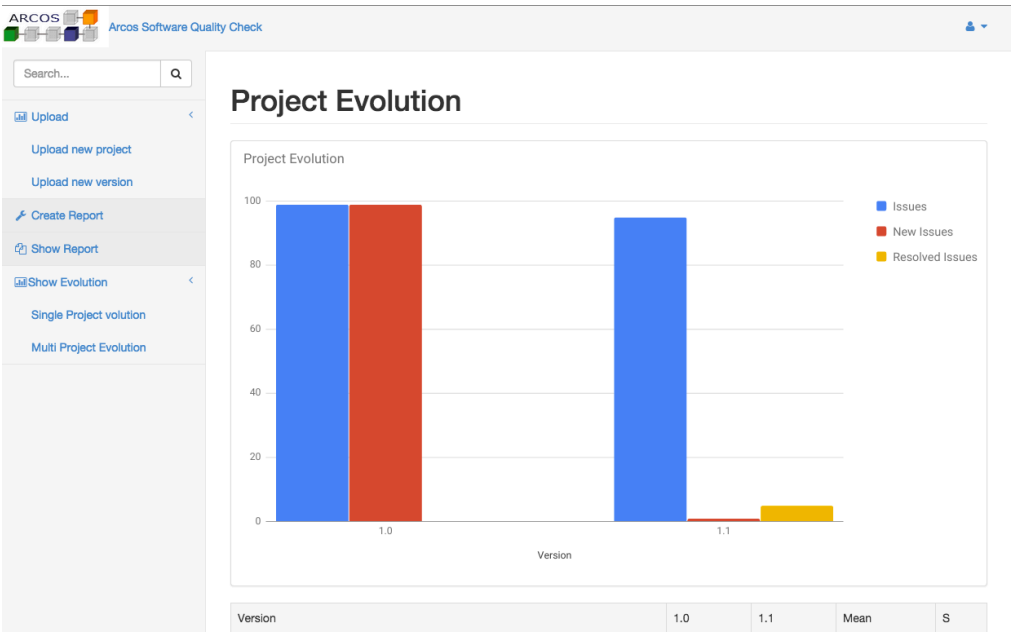 ARCOS
Arcos Software Quality Check
Search...
Upload
Upload new project
Upload new version
Create Report
Show Report
Show Evolution
Single Project volution
Multi Project Evolution
Project Evolution
Project Evolution
100
80
60
40
20
0
1.0
1.1
Version
Issues
New Issues
Resolved Issues
Version 1.0 1.1 Mean S